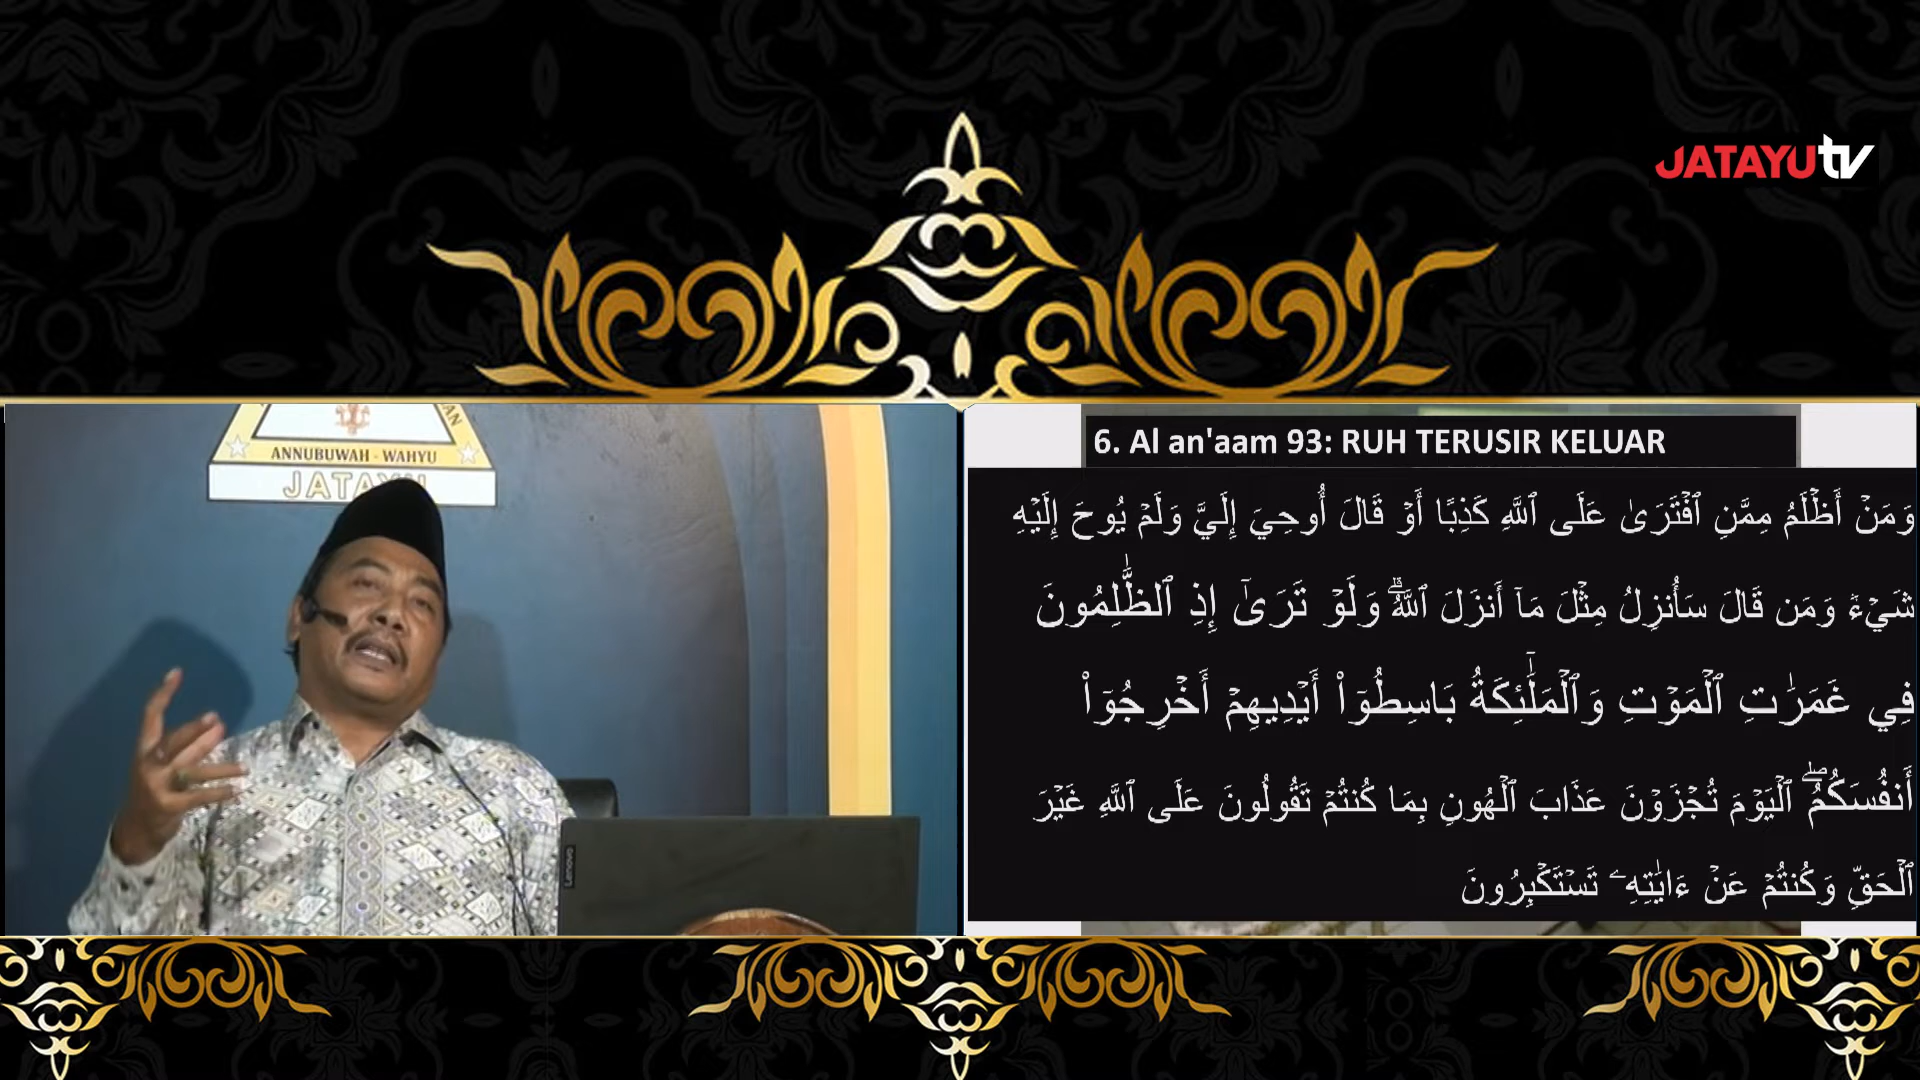 JATAYUtv
AN
ANNUBUWAH - WAHYU
JATAYU
6. Al an'aam 93: RUH TERUSIR KELUAR
وَمَنۡ أَظۡلَمُ مِمَّنِ ٱفۡتَرَىٰ عَلَى ٱللَّهِ كَذِبًا أَوۡ قَالَ أُوحِيَ إِلَيَّ وَلَمۡ يُوحَ إِلَيۡهِ
شَيۡءٞ وَمَن قَالَ سَأُنزِلُ مِثۡلَ مَآ أَنزَلَ ٱللَّهُۗ وَلَوۡ تَرَىٰٓ إِذِ ٱلظَّٰلِمُونَ
فِي غَمَرَٰتِ ٱلۡمَوۡتِ وَٱلۡمَلَٰٓئِكَةُ بَاسِطُوٓاْ أَيۡدِيهِمۡ أَخۡرِجُوٓاْ
أَنفُسَكُمُۖ ٱلۡيَوۡمَ تُجۡزَوۡنَ عَذَابَ ٱلۡهُونِ بِمَا كُنتُمۡ تَقُولُونَ عَلَى ٱللَّهِ غَيۡرَ
ٱلۡحَقِّ وَكُنتُمۡ عَنۡ ءَايَٰتِهِۦ تَسۡتَكۡبِرُونَ
Lenovo